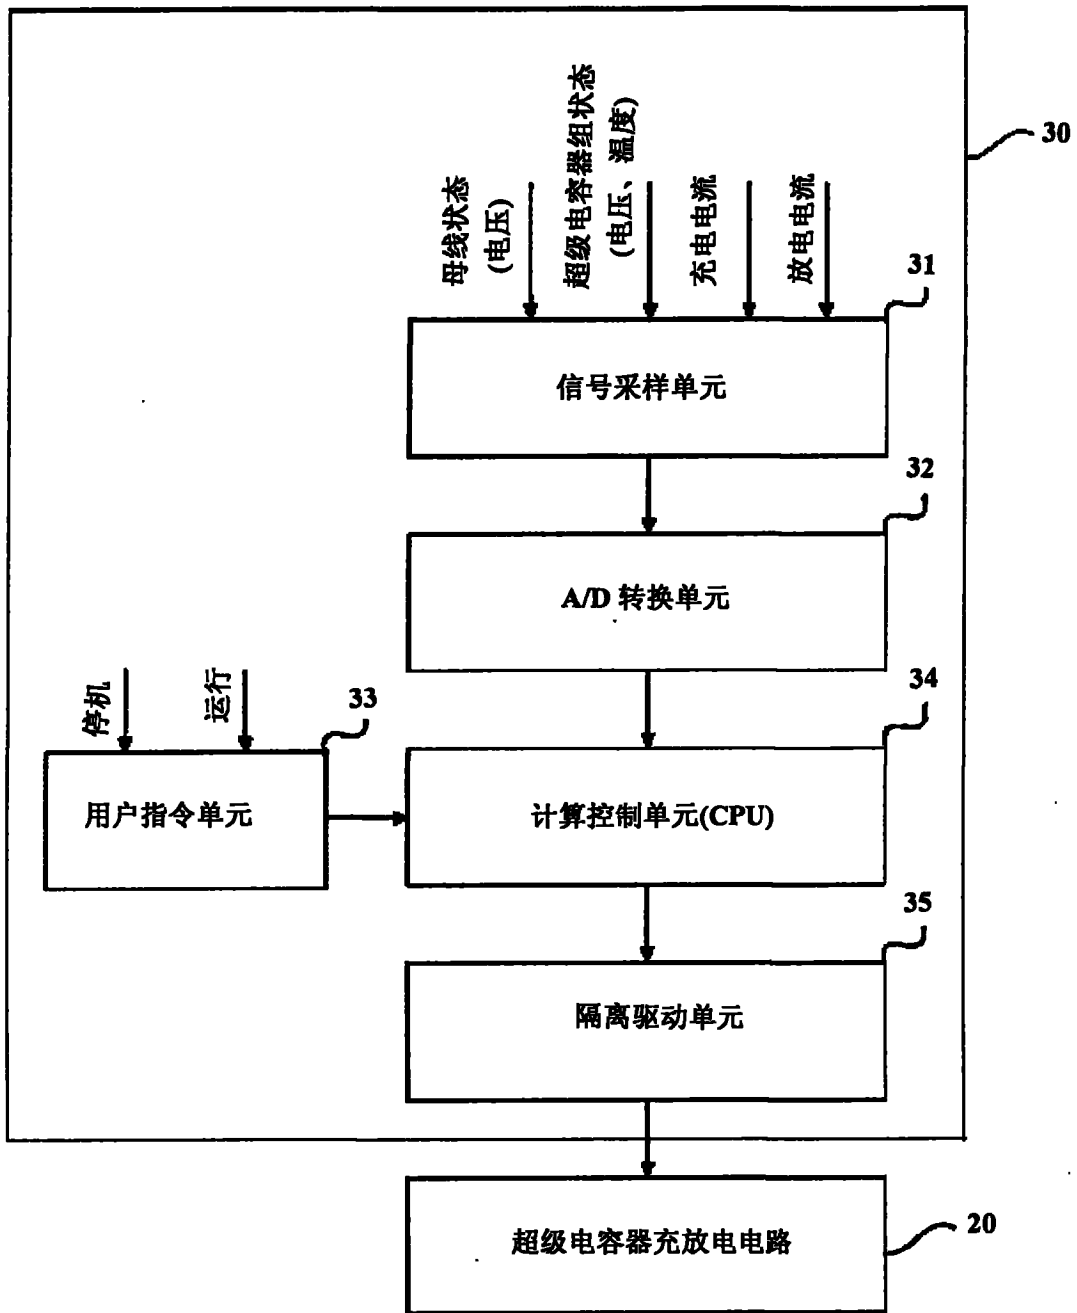 30
母线状态
(电压)
超级电容器组状态
(电压、温度)
充电电流
放电电流
31
信号采样单元
32
A/D 转换单元
停机
运行
33
34
用户指令单元
计算控制单元(CPU)
35
隔离驱动单元
20
超级电容器充放电电路